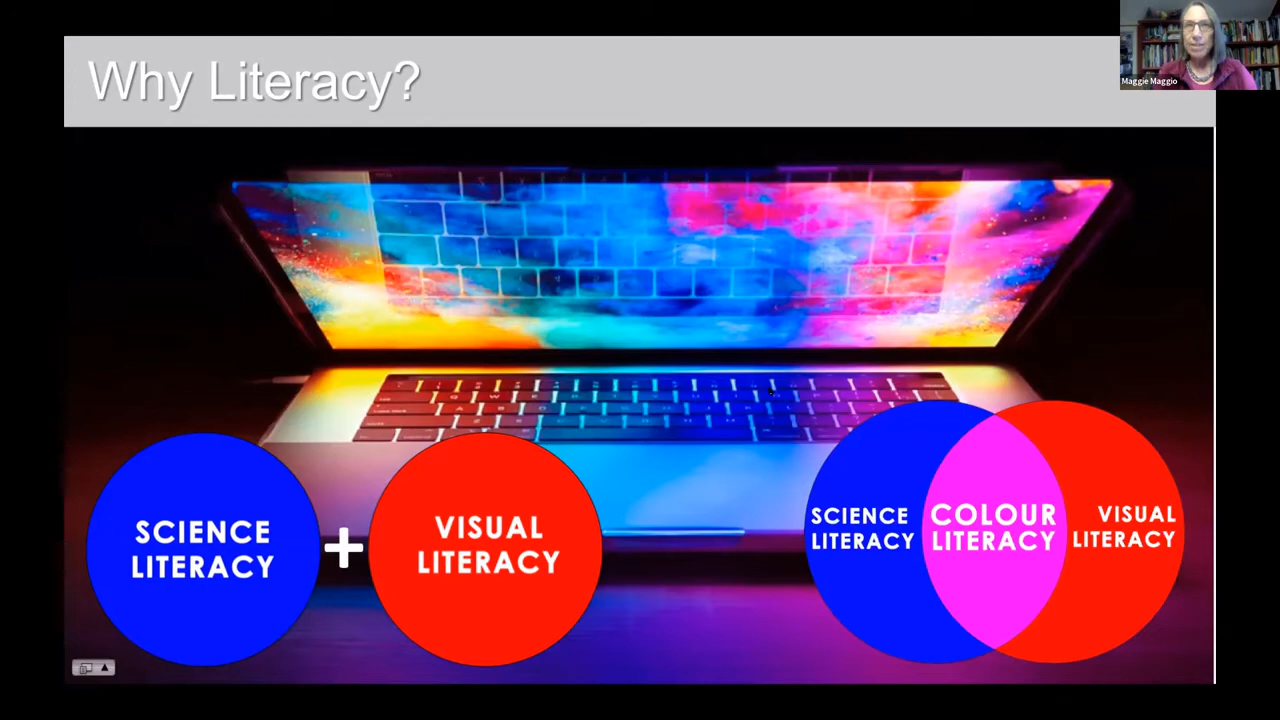 Why Literacy?
Maggie Maggio
SCIENCE
LITERACY
+
VISUAL
LITERACY
SCIENCE
LITERACY
COLOUR
LITERACY
VISUAL
LITERACY